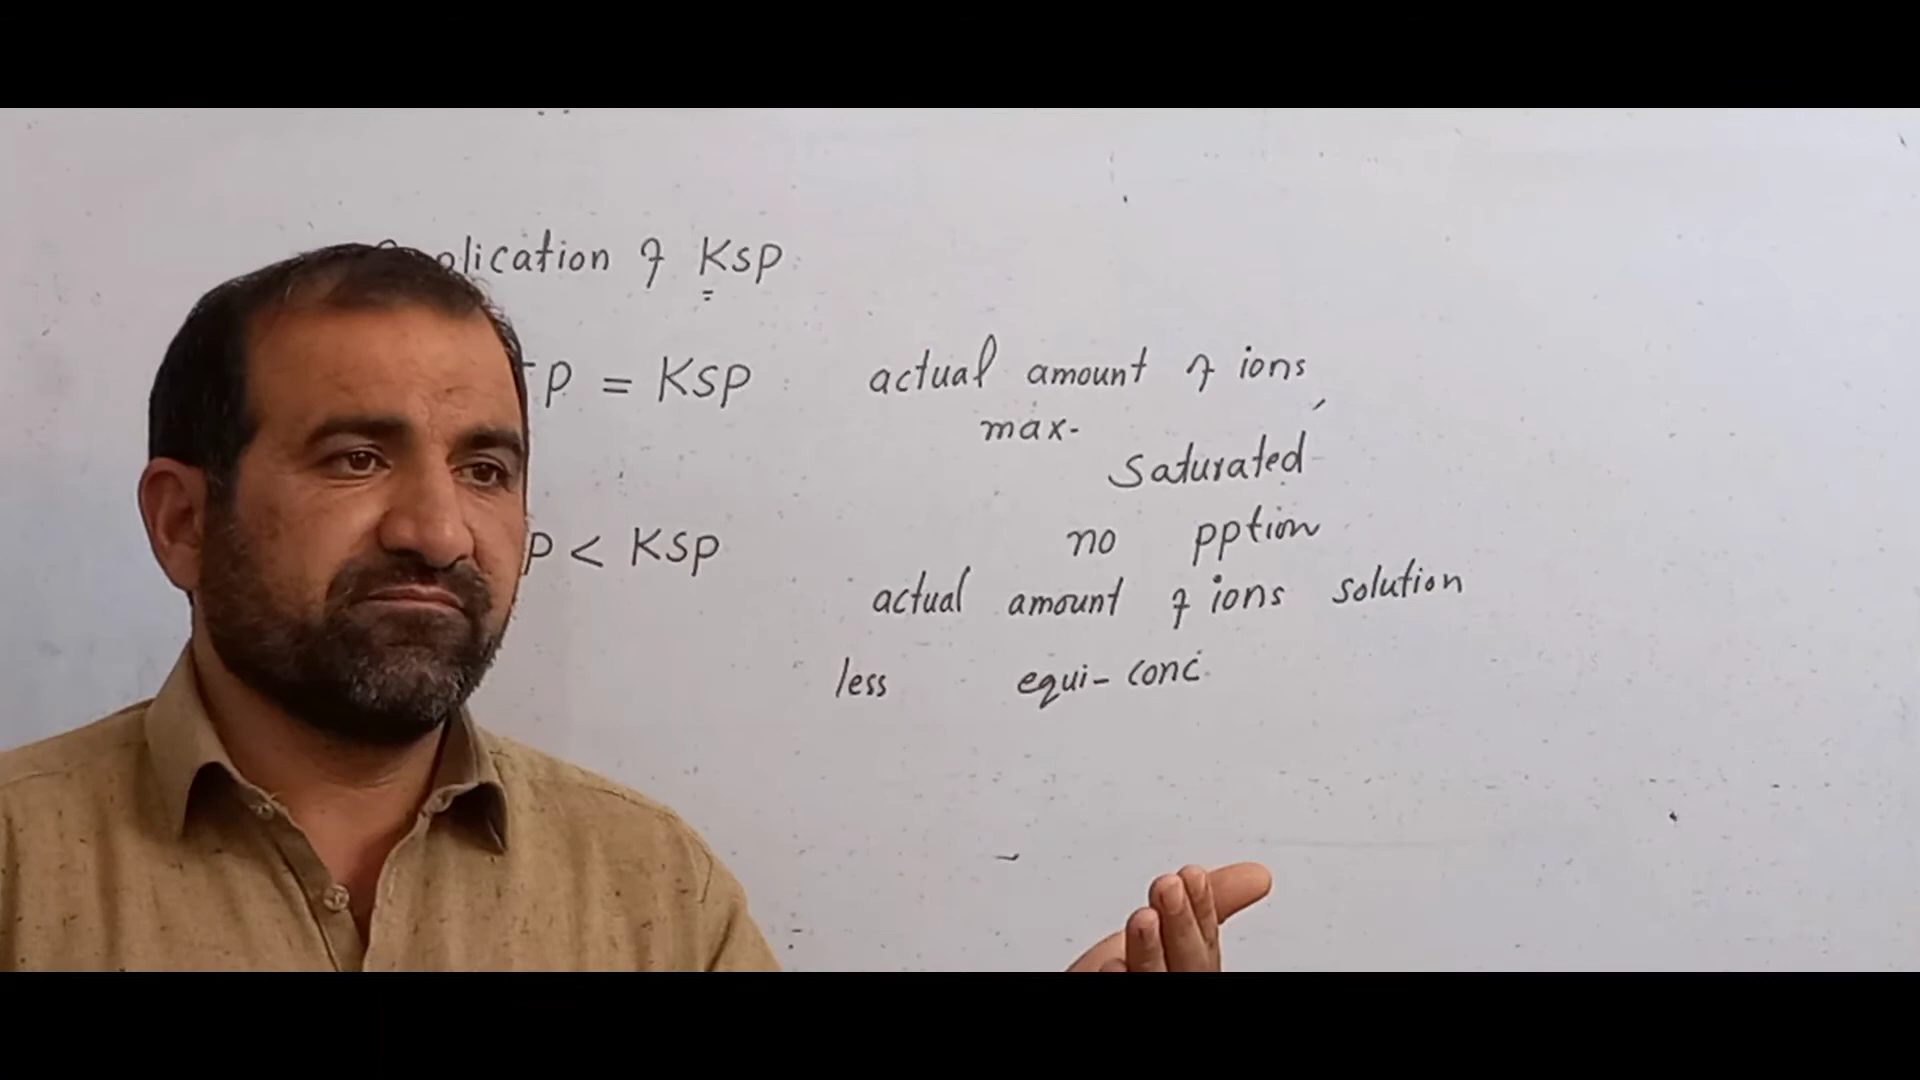 plication of Ksp
P = KSP actual amount of ions
max.
Saturated
no pption
P < KSP
actual amount of ions solution
less equi-conc.